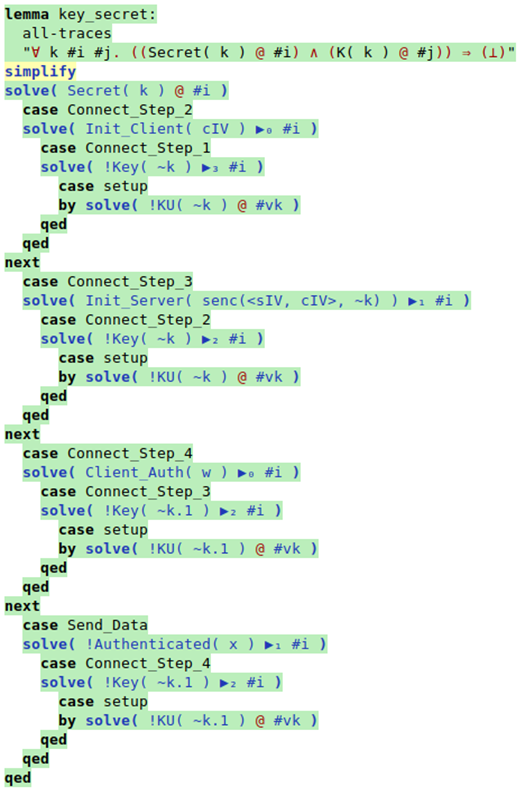 lemma key_secret:
  all-traces
  "∀ k #i #j. ((Secret( k ) @ #i) ∧ (K( k ) @ #j)) ⇒ (⊥)"
simplify
solve( Secret( k ) @ #i )
  case Connect_Step_2
  solve( Init_Client( cIV ) ▶₀ #i )
    case Connect_Step_1
    solve( !Key( ~k ) ▶₃ #i )
      case setup
      by solve( !KU( ~k ) @ #vk )
    qed
  qed
next
  case Connect_Step_3
  solve( Init_Server( senc(<sIV, cIV>, ~k) ) ▶₁ #i )
    case Connect_Step_2
    solve( !Key( ~k ) ▶₂ #i )
      case setup
      by solve( !KU( ~k ) @ #vk )
    qed
  qed
next
  case Connect_Step_4
  solve( Client_Auth( w ) ▶₀ #i )
    case Connect_Step_3
    solve( !Key( ~k.1 ) ▶₂ #i )
      case setup
      by solve( !KU( ~k.1 ) @ #vk )
    qed
  qed
next
  case Send_Data
  solve( !Authenticated( x ) ▶₁ #i )
    case Connect_Step_4
    solve( !Key( ~k.1 ) ▶₂ #i )
      case setup
      by solve( !KU( ~k.1 ) @ #vk )
    qed
  qed
qed